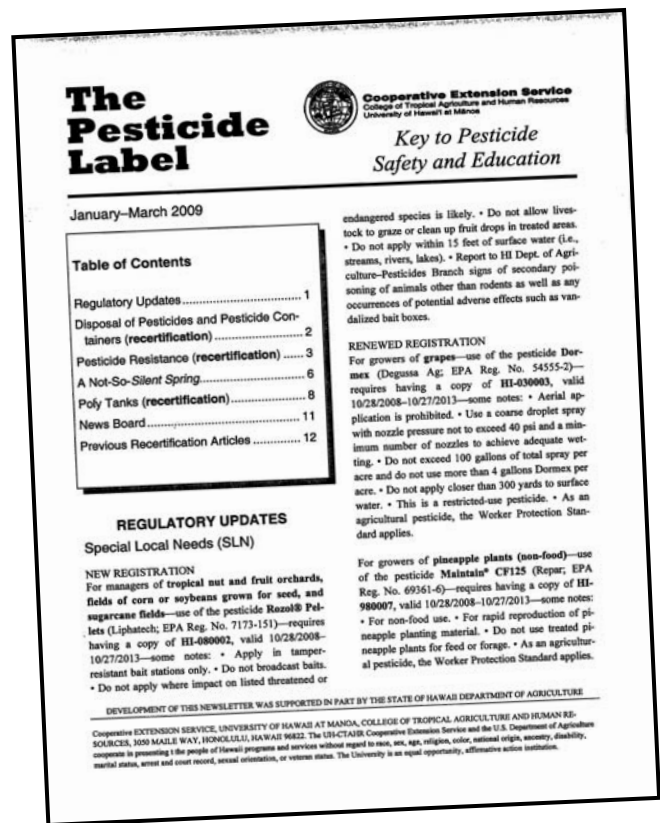 The
Pesticide
Label
Cooperative Extension Service
College of Tropical Agriculture and Human Resources
University of Hawai'i at Mānoa
Key to Pesticide
Safety and Education
January–March 2009
Table of Contents
Regulatory Updates ................................... 1
Disposal of Pesticides and Pesticide Con-
tainers (recertification) ........................... 2
Pesticide Resistance (recertification) ...... 3
A Not-So-Silent Spring............................... 6
Poly Tanks (recertification)....................... 8
News Board .............................................. 11
Previous Recertification Articles .............. 12
REGULATORY UPDATES
Special Local Needs (SLN)
NEW REGISTRATION
For managers of tropical nut and fruit orchards,
fields of corn or soybeans grown for seed, and
sugarcane fields—use of the pesticide Rozol® Pel-
lets (Liphatech; EPA Reg. No. 7173-151)—requires
having a copy of HI-080002, valid 10/28/2008–
10/27/2013—some notes: • Apply in tamper-
resistant bait stations only. • Do not broadcast baits.
• Do not apply where impact on listed threatened or
endangered species is likely. • Do not allow lives-
tock to graze or clean up fruit drops in treated areas.
• Do not apply within 15 feet of surface water (i.e.,
streams, rivers, lakes). • Report to HI Dept. of Agri-
culture–Pesticides Branch signs of secondary poi-
soning of animals other than rodents as well as any
occurrences of potential adverse effects such as van-
dalized bait boxes.
RENEWED REGISTRATION
For growers of grapes—use of the pesticide Dor-
mex (Degussa Ag; EPA Reg. No. 54555-2)—
requires having a copy of HI-030003, valid
10/28/2008–10/27/2013—some notes: • Aerial ap-
plication is prohibited. • Use a coarse droplet spray
with nozzle pressure not to exceed 40 psi and a min-
imum number of nozzles to achieve adequate wet-
ting. • Do not exceed 100 gallons of total spray per
acre and do not use more than 4 gallons Dormex per
acre. • Do not apply closer than 300 yards to surface
water. • This is a restricted-use pesticide. • As an
agricultural pesticide, the Worker Protection Stan-
dard applies.
For growers of pineapple plants (non-food)—use
of the pesticide Maintain® CF125 (Repar; EPA
Reg. No. 69361-6)—requires having a copy of HI-
980007, valid 10/28/2008–10/27/2013—some notes:
• For non-food use. • For rapid reproduction of pi-
neapple planting material. • Do not use treated pi-
neapple plants for feed or forage. • As an agricultur-
al pesticide, the Worker Protection Standard applies.
DEVELOPMENT OF THIS NEWSLETTER WAS SUPPORTED IN PART BY THE STATE OF HAWAII DEPARTMENT OF AGRICULTURE
Cooperative EXTENSION SERVICE, UNIVERSITY OF HAWAII AT MANOA, COLLEGE OF TROPICAL AGRICULTURE AND HUMAN RE-
SOURCES, 3050 MAILE WAY, HONOLULU, HAWAII 96822. The UH-CTAHR Cooperative Extension Service and the U.S. Department of Agriculture
cooperate in presenting t the people of Hawaii programs and services without regard to race, sex, age, religion, color, national origin, ancestry, disability,
marital status, arrest and court record, sexual orientation, or veteran status. The University is an equal opportunity, affirmative action institution.